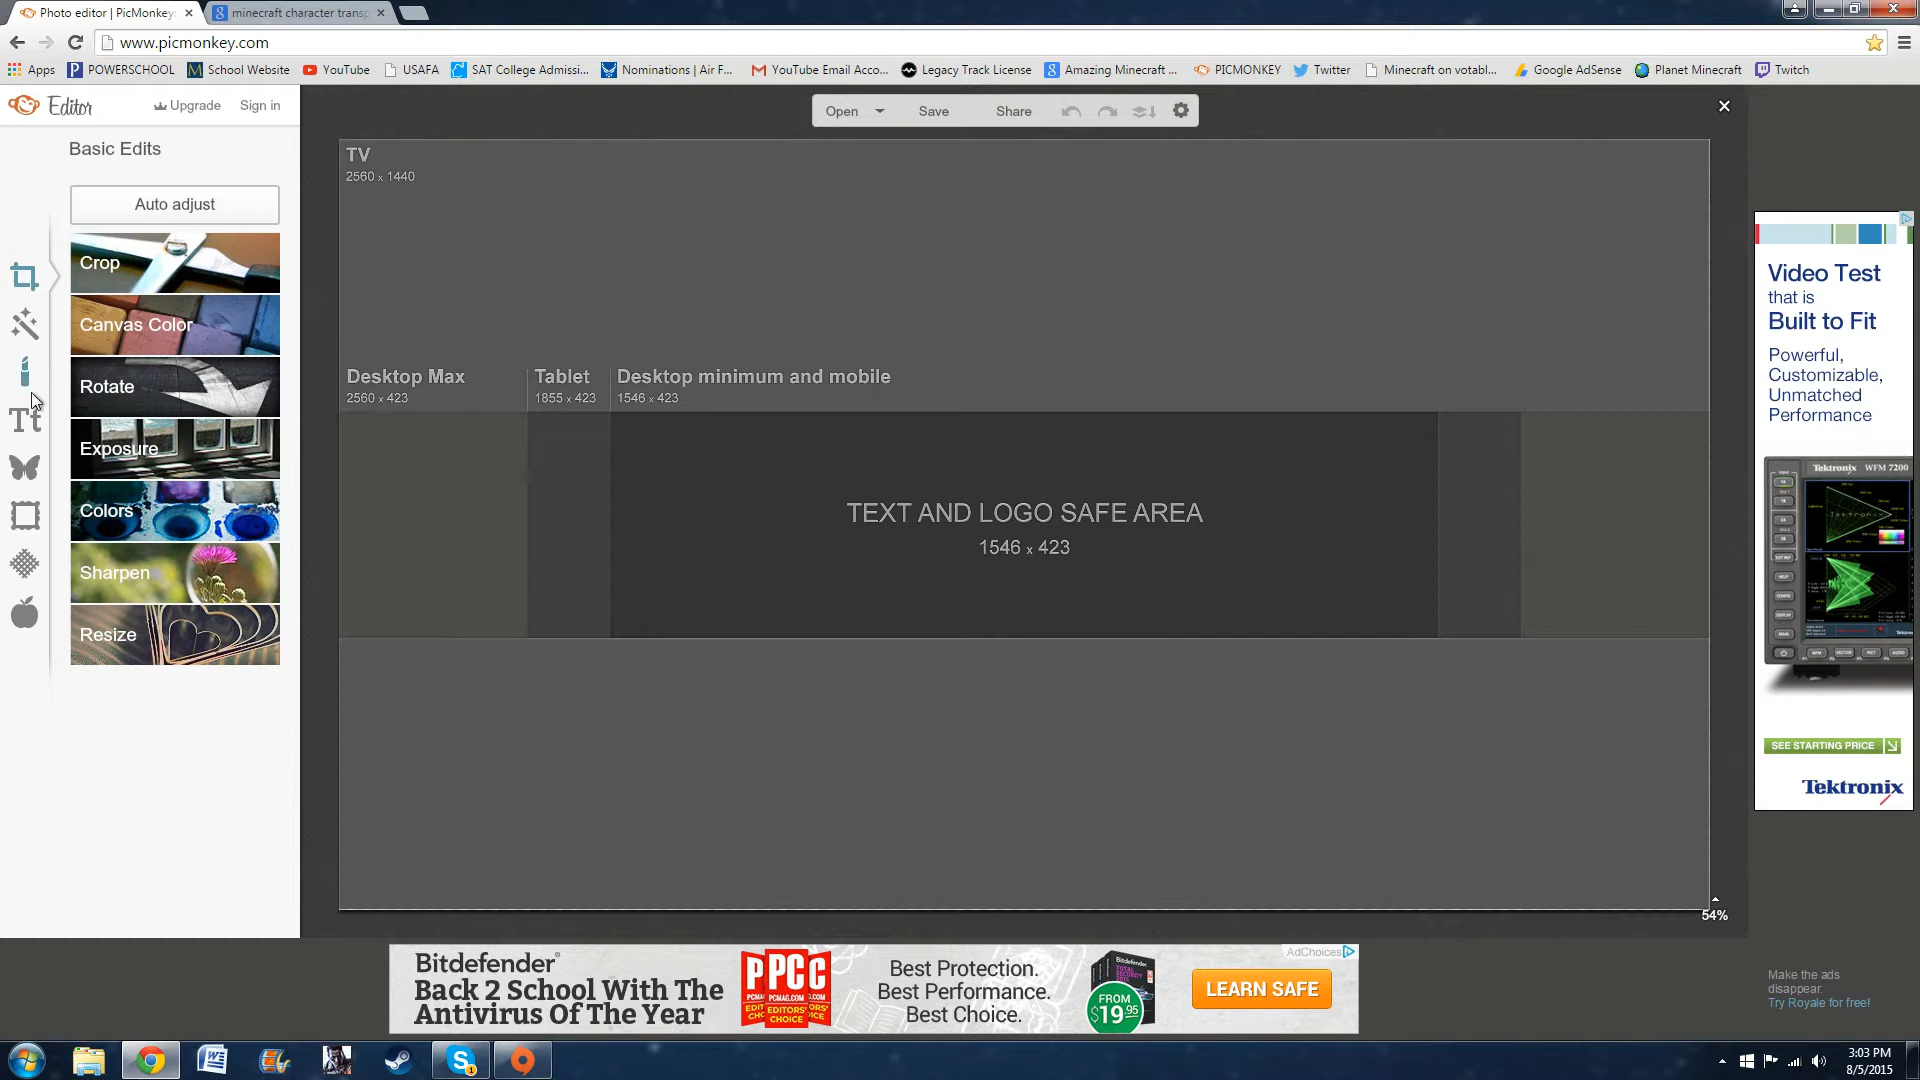 Photo editor | PicMonkey:
minecraft character transp
www.picmonkey.com
Apps
POWERSCHOOL
School Website
YouTube
USAFA
SAT College Admissi...
Nominations | Air F...
YouTube Email Acco...
Legacy Track License
Amazing Minecraft ...
PICMONKEY
Twitter
Minecraft on votabl...
Google AdSense
Planet Minecraft
Twitch
Editor
Upgrade
Sign in
Open
Save
Share
Basic Edits
Auto adjust
Crop
Canvas Color
Rotate
Exposure
Colors
Sharpen
Resize
Tt
TV
2560 x 1440
Desktop Max
2560 x 423
Tablet
1855 x 423
Desktop minimum and mobile
1546 x 423
TEXT AND LOGO SAFE AREA
1546 x 423
54%
Video Test
that is
Built to Fit
Powerful,
Customizable,
Unmatched
Performance
Tektronix WFM 7200
SEE STARTING PRICE
Tektronix
Bitdefender
Back 2 School With The
Antivirus Of The Year
PCMAG.COM
EDITORS'
CHOICE
Best Protection.
Best Performance.
Best Choice.
Bitdefender
FROM
$19.95
LEARN SAFE
AdChoices
Make the ads
disappear.
Try Royale for free!
3:03 PM
8/5/2015